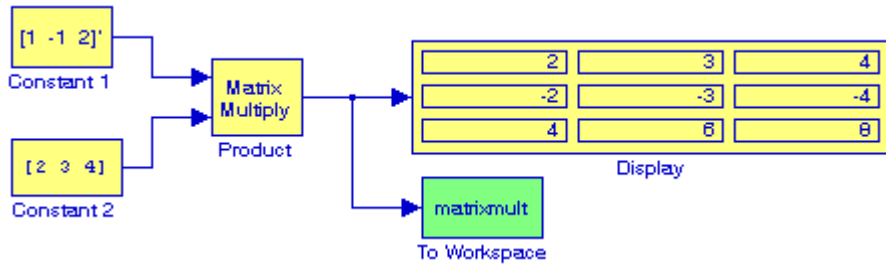 [1 -1 2]'
Constant 1
[2 3 4]
Constant 2
Matrix
Multiply
Product
2 3 4
-2 -3 -4
4 6 8
Display
matrixmult
To Workspace